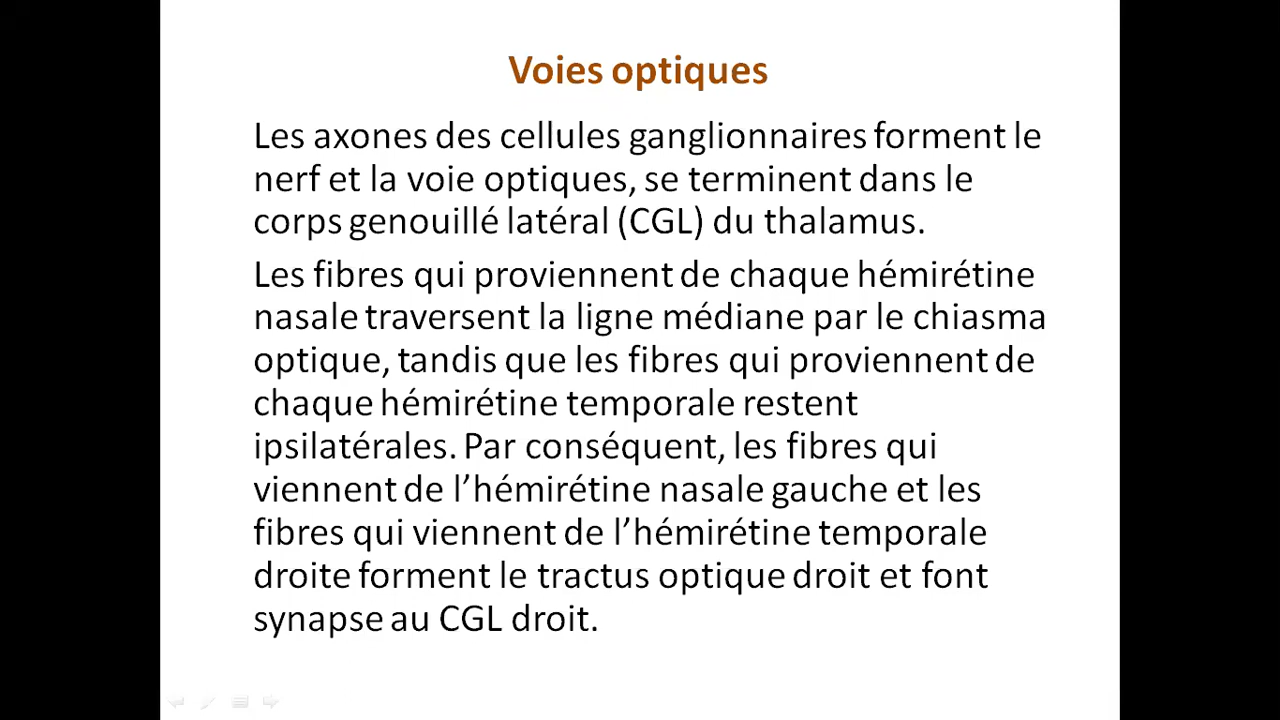 Voies optiques
Les axones des cellules ganglionnaires forment le
nerf et la voie optiques, se terminent dans le
corps genouillé latéral (CGL) du thalamus.
Les fibres qui proviennent de chaque hémirétine
nasale traversent la ligne médiane par le chiasma
optique, tandis que les fibres qui proviennent de
chaque hémirétine temporale restent
ipsilatérales. Par conséquent, les fibres qui
viennent de l’hémirétine nasale gauche et les
fibres qui viennent de l’hémirétine temporale
droite forment le tractus optique droit et font
synapse au CGL droit.